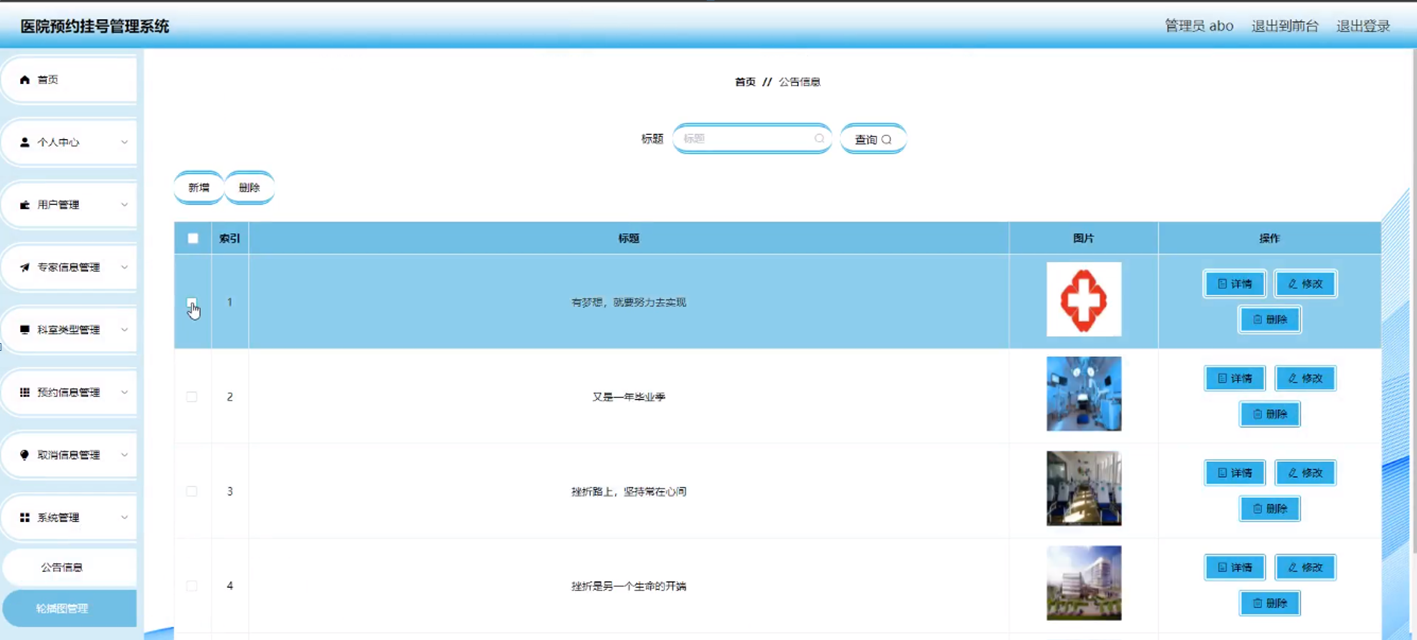 医院预约挂号管理系统
管理员 abo 退出到前台 退出登录
首页
个人中心
用户管理
专家信息管理
科室类型管理
预约信息管理
取消信息管理
系统管理
公告信息
轮播图管理
首页 // 公告信息
标题 标题 查询
新增 删除
索引 标题 图片 操作
1 有梦想，就要努力去实现 详情 修改
删除
2 又是一年毕业季 详情 修改
删除
3 挫折路上，坚持常在心间 详情 修改
删除
4 挫折是另一个生命的开端 详情 修改
删除